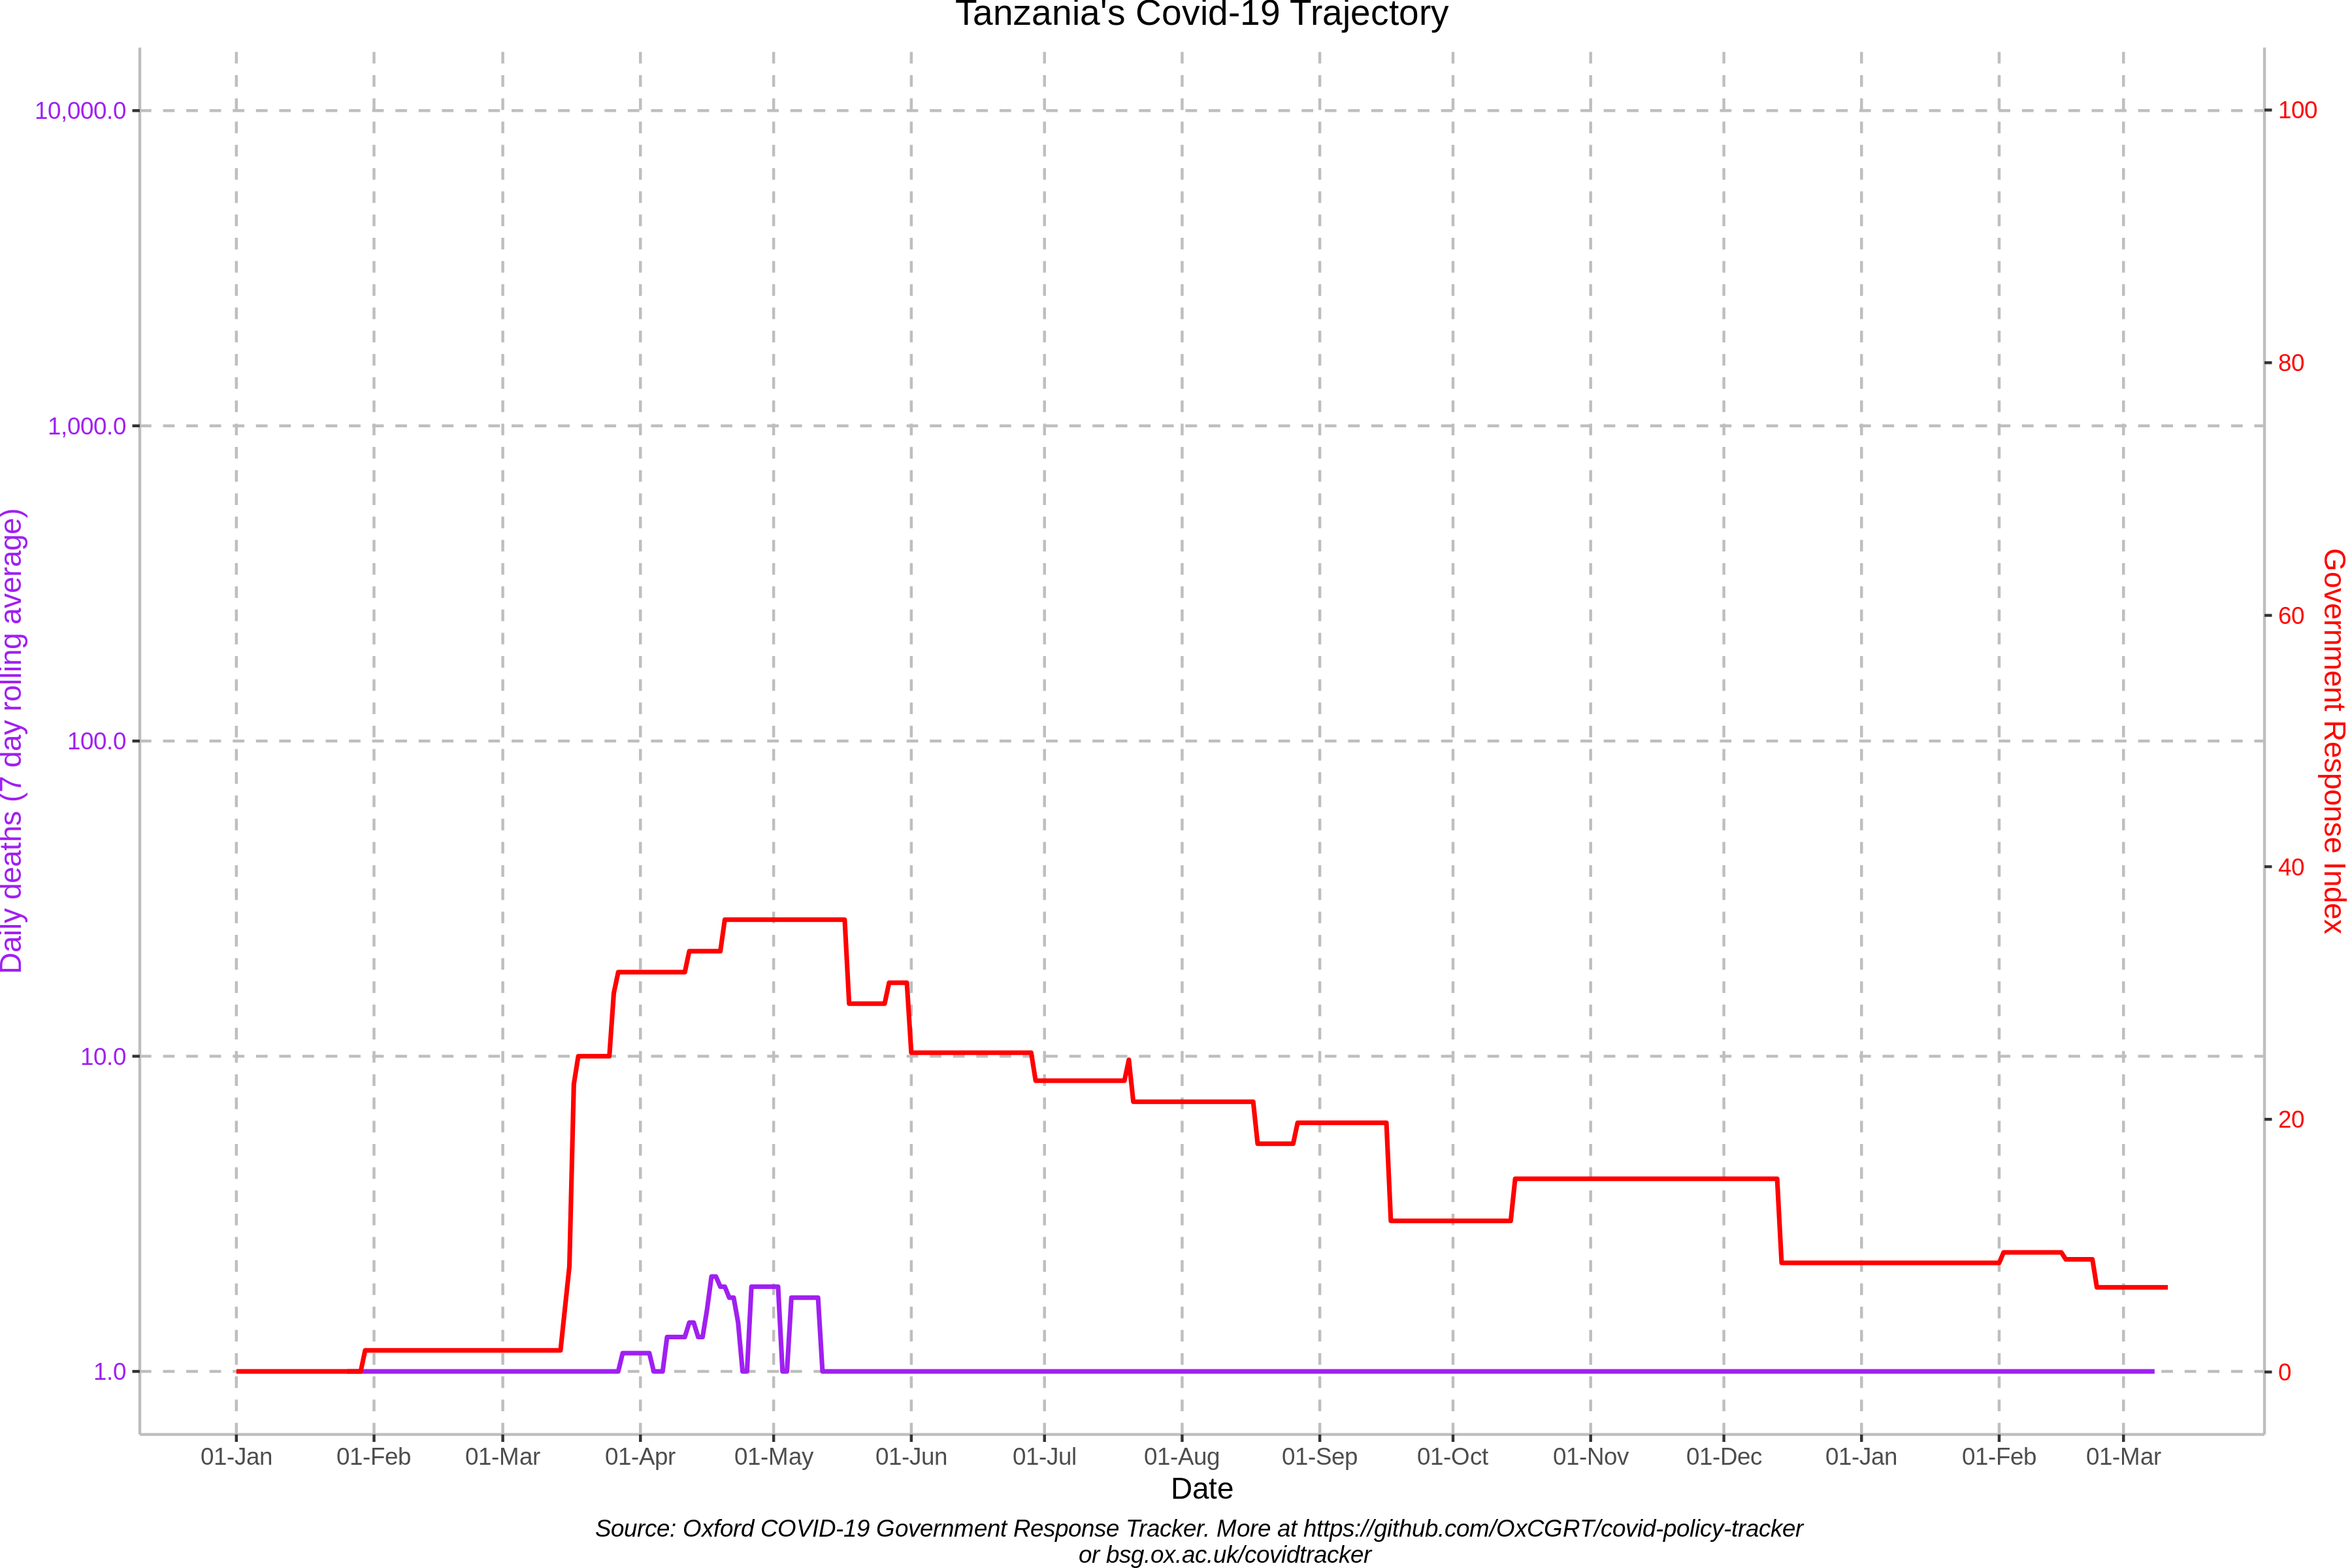 Tanzania's Covid-19 Trajectory
10,000.0
1,000.0
100.0
10.0
1.0
Daily deaths (7 day rolling average)
100
80
60
40
20
0
Government Response Index
01-Jan 01-Feb 01-Mar 01-Apr 01-May 01-Jun 01-Jul 01-Aug 01-Sep 01-Oct 01-Nov 01-Dec 01-Jan 01-Feb 01-Mar
Date
Source: Oxford COVID-19 Government Response Tracker. More at https://github.com/OxCGRT/covid-policy-tracker
or bsg.ox.ac.uk/covidtracker